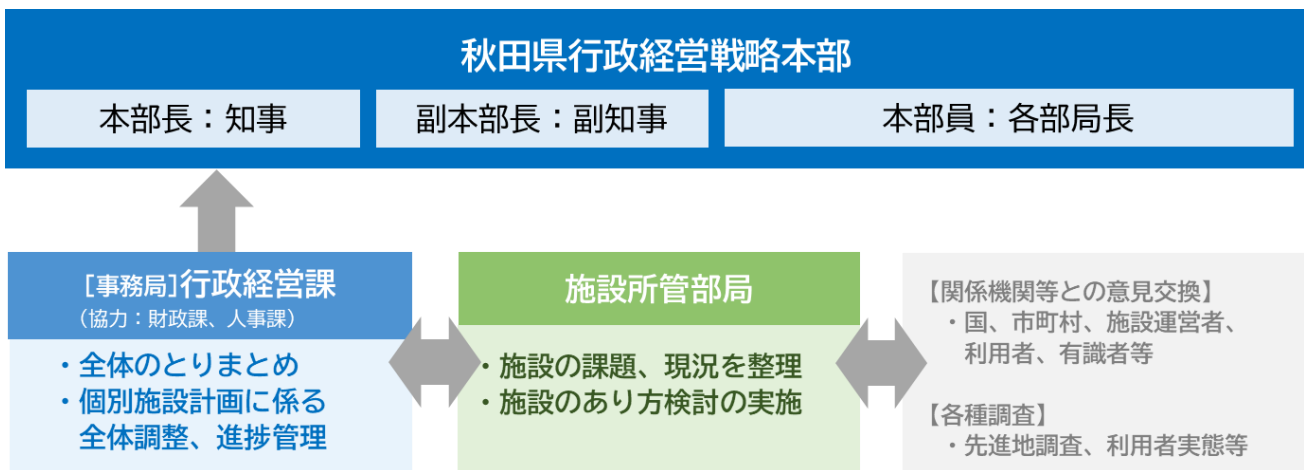 秋田県行政経営戦略本部
本部長：知事
副本部長：副知事
本部員：各部局長
［事務局］行政経営課
（協力：財政課、人事課）
・全体のとりまとめ
・個別施設計画に係る
全体調整、進捗管理
施設所管部局
・施設の課題、現況を整理
・施設のあり方検討の実施
【関係機関等との意見交換】
・国、市町村、施設運営者、
利用者、有識者等
【各種調査】
・先進地調査、利用者実態等